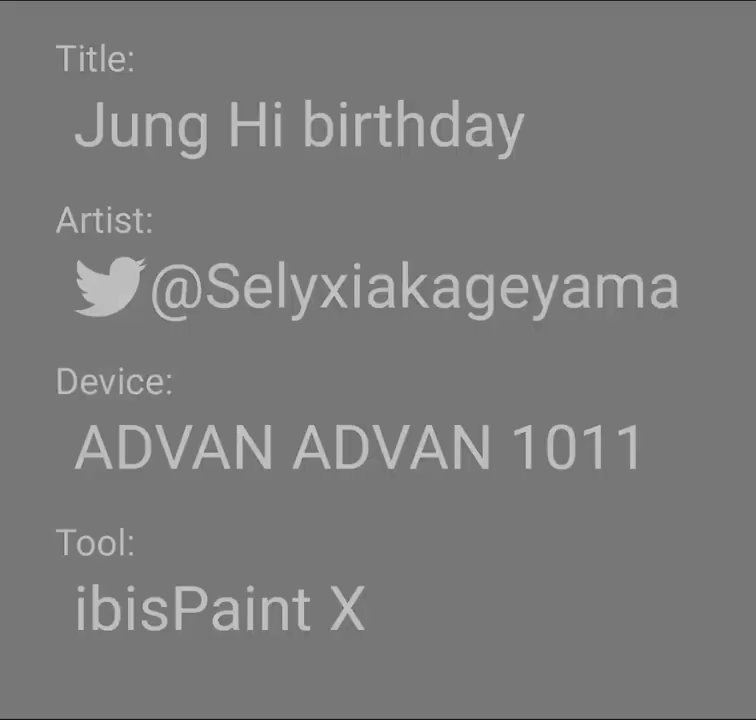 Title:
Jung Hi birthday
Artist:
@Selyxiakageyama
Device:
ADVAN ADVAN 1011
Tool:
ibisPaint X